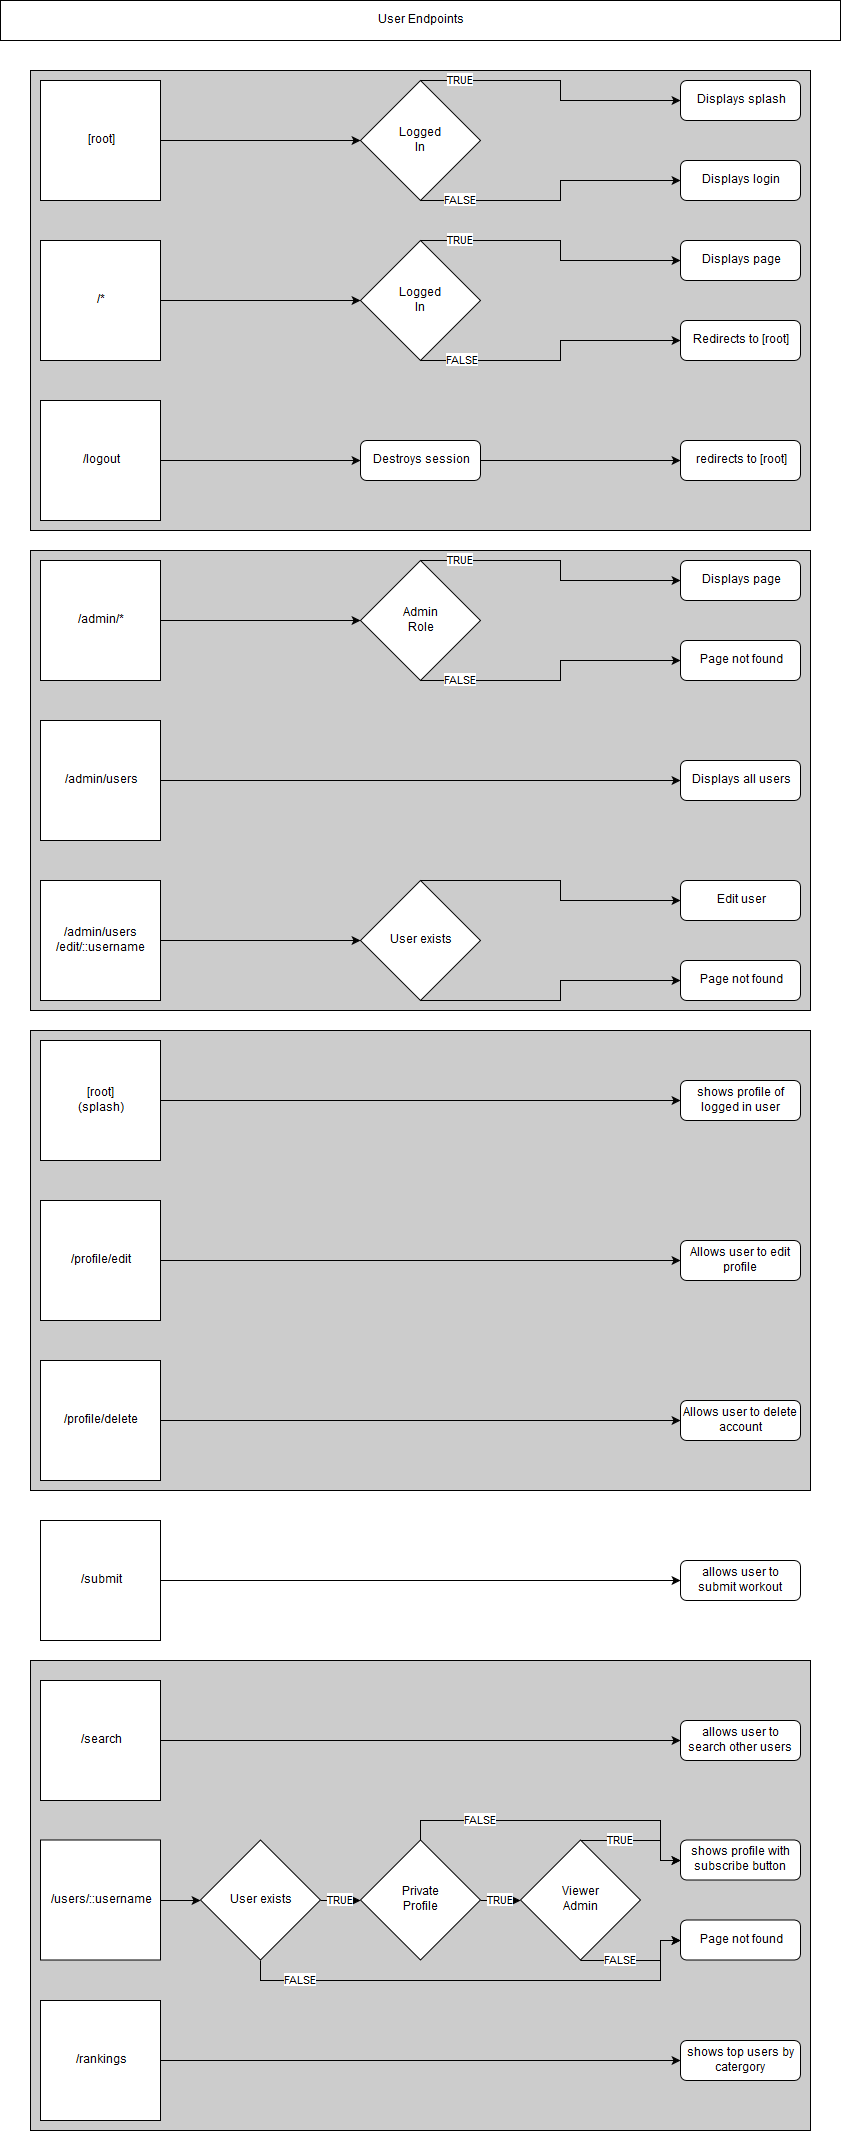 User Endpoints
[root]
Logged
In
TRUE
FALSE
Displays splash
Displays login
/*
Logged
In
TRUE
FALSE
Displays page
Redirects to [root]
/logout
Destroys session
redirects to [root]
/admin/*
Admin
Role
TRUE
FALSE
Displays page
Page not found
/admin/users
Displays all users
/admin/users
/edit/::username
User exists
Edit user
Page not found
[root]
(splash)
shows profile of
logged in user
/profile/edit
Allows user to edit
profile
/profile/delete
Allows user to delete
account
/submit
allows user to
submit workout
/search
allows user to
search other users
/users/::username
User exists
TRUE
FALSE
Private
Profile
TRUE
FALSE
Viewer
Admin
TRUE
FALSE
shows profile with
subscribe button
Page not found
/rankings
shows top users by
catergory